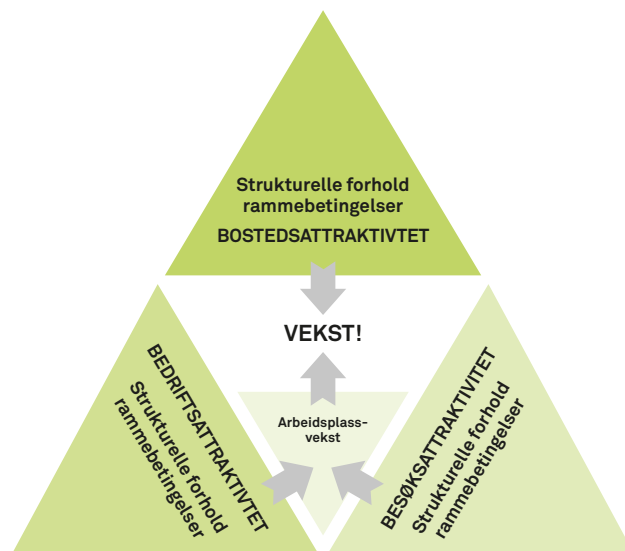 Strukturelle forhold
rammebetingelser
BOSTEDSATTRAKTIVTET
VEKST!
Arbeidsplass-
vekst
BEDRIFTSATTRAKTIVTET
Strukturelle forhold
rammebetingelser
BESØKSATTRAKTIVITET
Strukturelle forhold
rammebetingelser